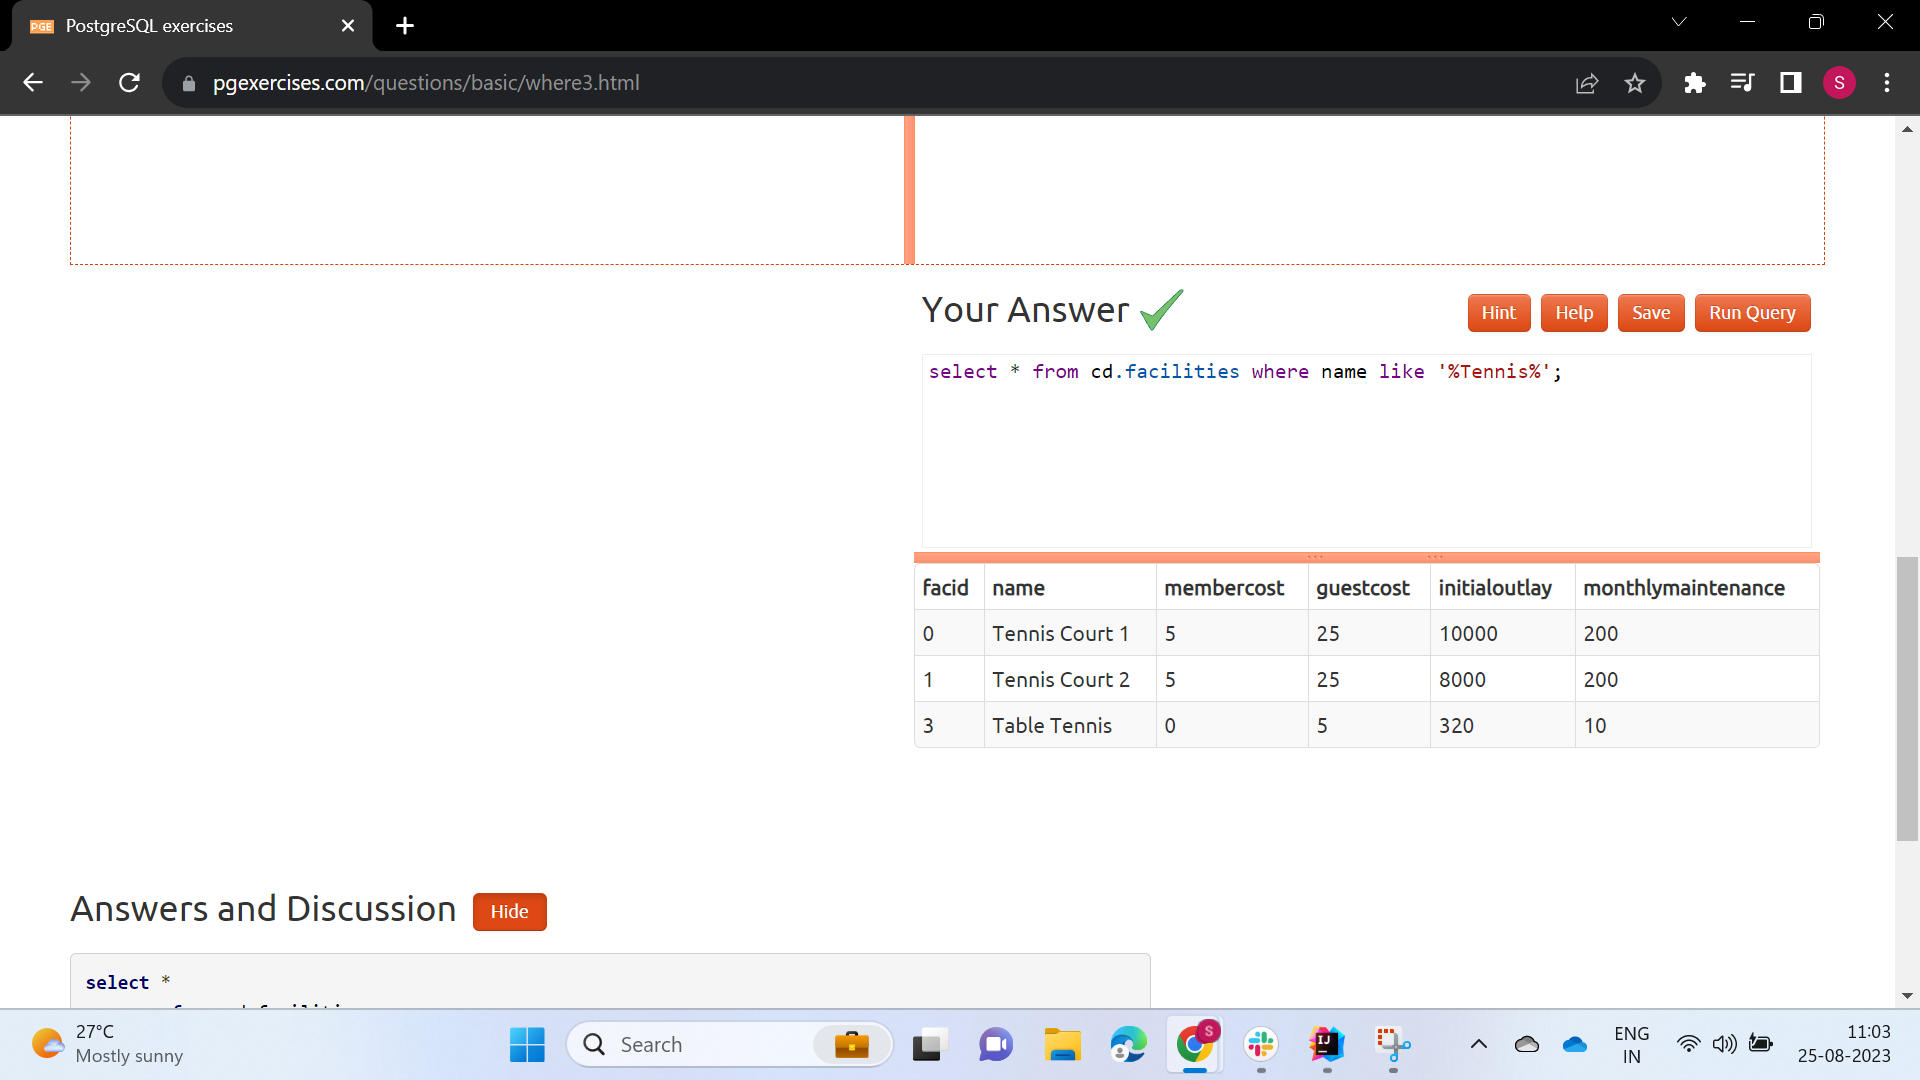 PGE PostgreSQL exercises
pgexercises.com/questions/basic/where3.html
S
Your Answer
Hint Help Save Run Query
select * from cd.facilities where name like '%Tennis%';
facid name membercost guestcost initialoutlay monthlymaintenance
0 Tennis Court 1 5 25 10000 200
1 Tennis Court 2 5 25 8000 200
3 Table Tennis 0 5 320 10
Answers and Discussion Hide
select *
27°C
Mostly sunny
Search
S
IJ
ENG
IN
11:03
25-08-2023